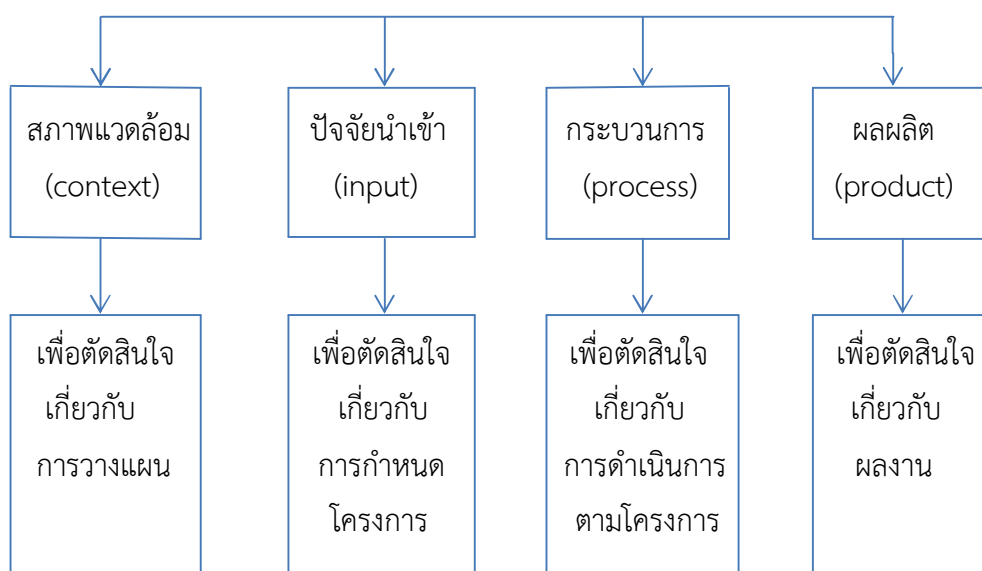 สภาพแวดล้อม
(context)
ปัจจัยนำเข้า
(input)
กระบวนการ
(process)
ผลผลิต
(product)
เพื่อตัดสินใจ
เกี่ยวกับ
การวางแผน
เพื่อตัดสินใจ
เกี่ยวกับ
การกำหนด
โครงการ
เพื่อตัดสินใจ
เกี่ยวกับ
การดำเนินการ
ตามโครงการ
เพื่อตัดสินใจ
เกี่ยวกับ
ผลงาน